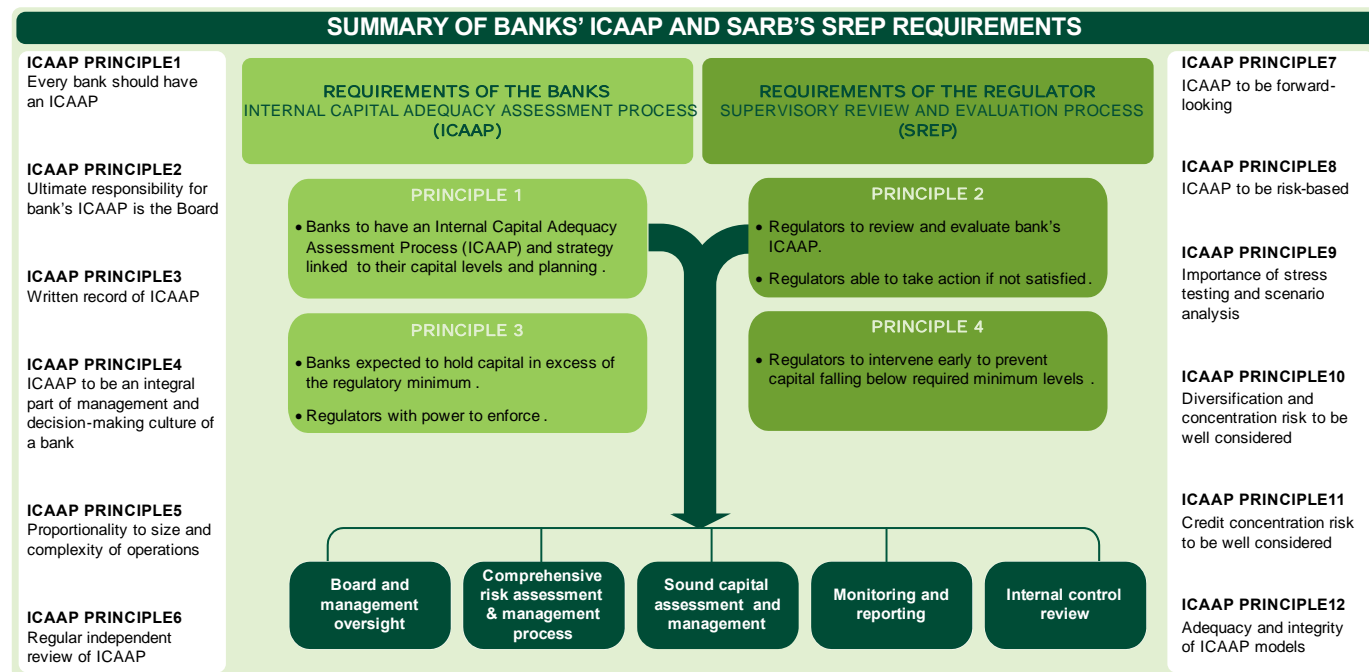 SUMMARY OF BANKS' ICAAP AND SARB'S SREP REQUIREMENTS
ICAAP PRINCIPLE1
Every bank should have
an ICAAP
ICAAP PRINCIPLE2
Ultimate responsibility for
bank's ICAAP is the Board
ICAAP PRINCIPLE3
Written record of ICAAP
ICAAP PRINCIPLE4
ICAAP to be an integral
part of management and
decision-making culture of
a bank
ICAAP PRINCIPLE5
Proportionality to size and
complexity of operations
ICAAP PRINCIPLE6
Regular independent
review of ICAAP
REQUIREMENTS OF THE BANKS
INTERNAL CAPITAL ADEQUACY ASSESSMENT PROCESS
(ICAAP)
REQUIREMENTS OF THE REGULATOR
SUPERVISORY REVIEW AND EVALUATION PROCESS
(SREP)
PRINCIPLE 1
• Banks to have an Internal Capital Adequacy
Assessment Process (ICAAP) and strategy
linked to their capital levels and planning .
PRINCIPLE 2
• Regulators to review and evaluate bank's
ICAAP.
• Regulators able to take action if not satisfied .
PRINCIPLE 3
• Banks expected to hold capital in excess of
the regulatory minimum .
• Regulators with power to enforce .
PRINCIPLE 4
• Regulators to intervene early to prevent
capital falling below required minimum levels .
Board and
management
oversight
Comprehensive
risk assessment
& management
process
Sound capital
assessment and
management
Monitoring and
reporting
Internal control
review
ICAAP PRINCIPLE7
ICAAP to be forward-
looking
ICAAP PRINCIPLE8
ICAAP to be risk-based
ICAAP PRINCIPLE9
Importance of stress
testing and scenario
analysis
ICAAP PRINCIPLE10
Diversification and
concentration risk to be
well considered
ICAAP PRINCIPLE11
Credit concentration risk
to be well considered
ICAAP PRINCIPLE12
Adequacy and integrity
of ICAAP models